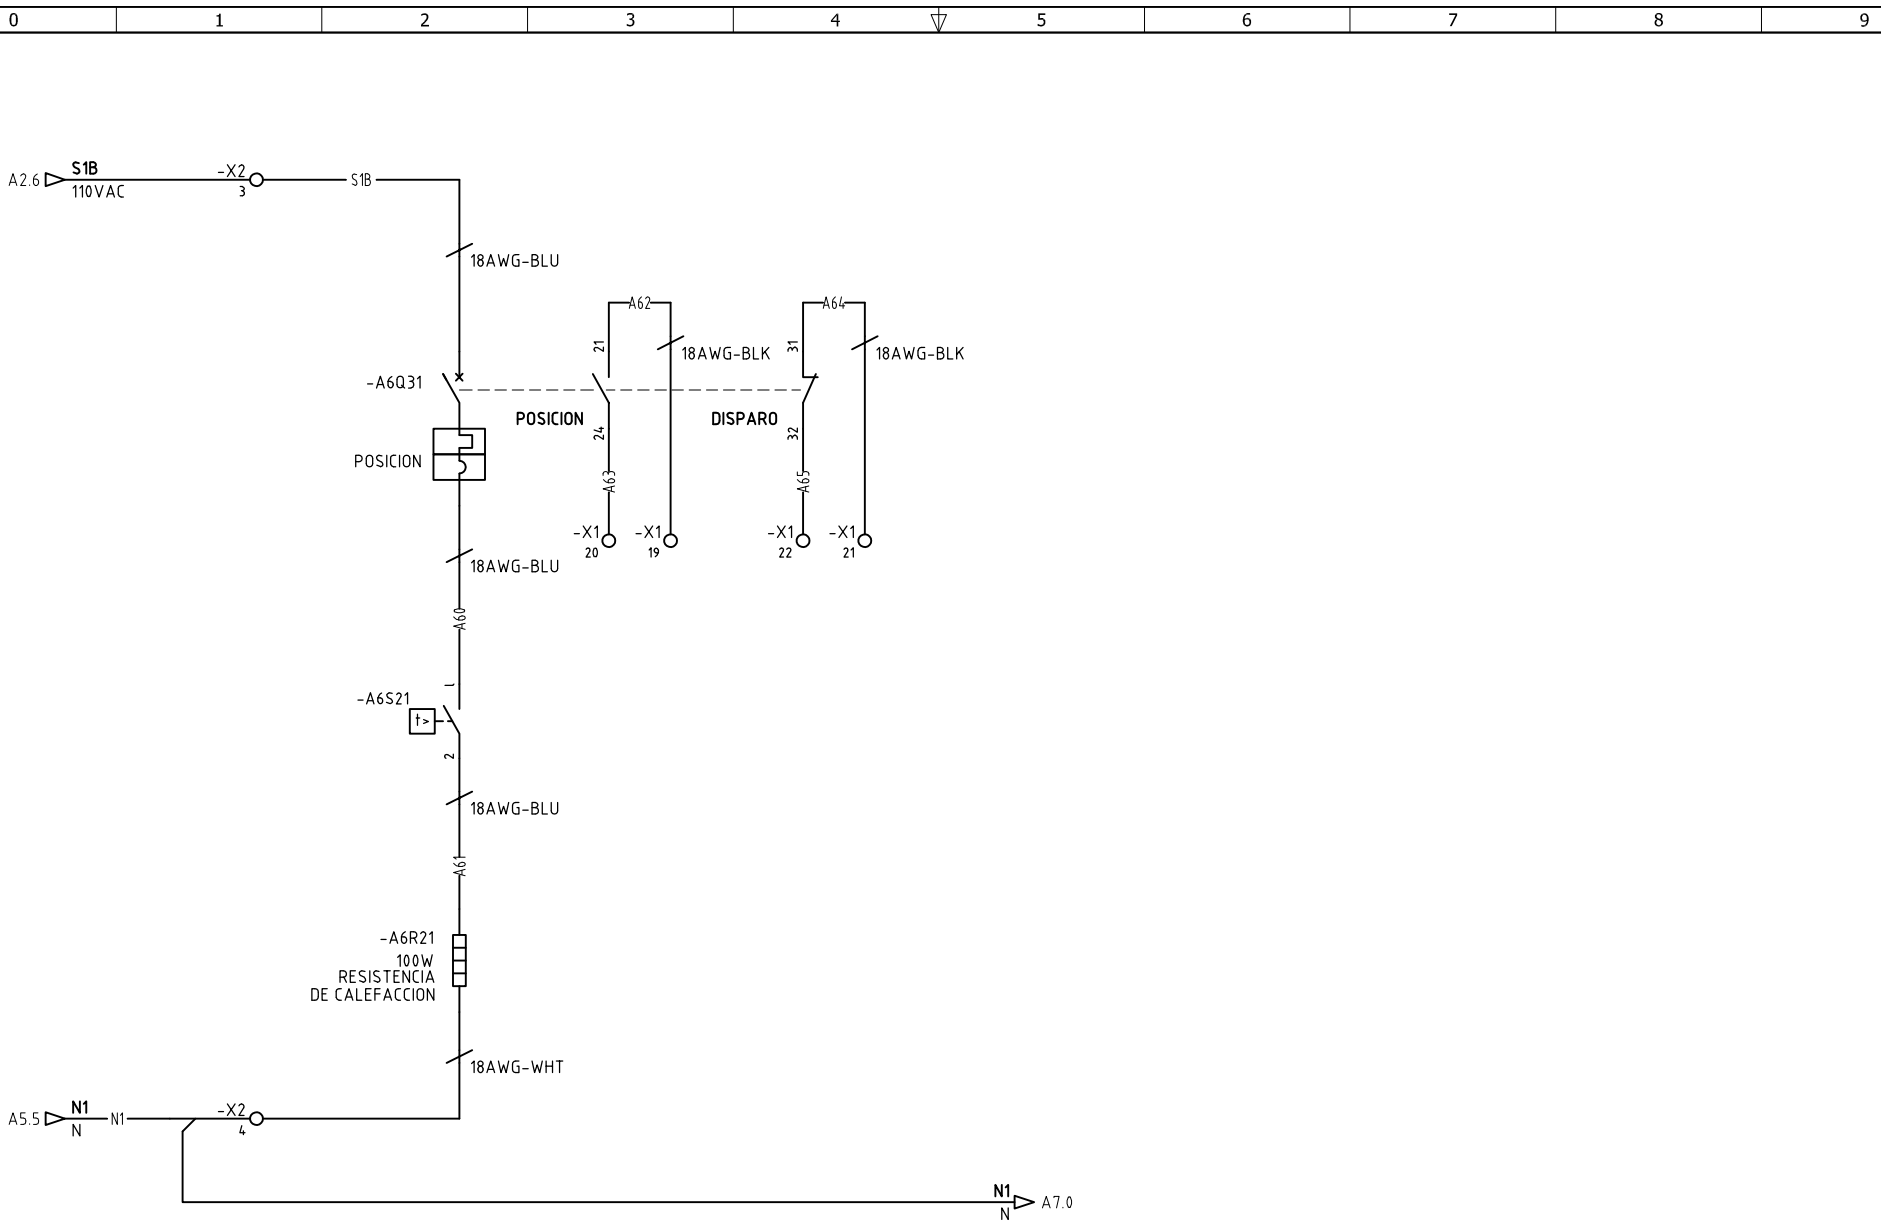 0 1 2 3 4 5 6 7 8 9
S1B
A2.6
110VAC
-X2
3
S1B
18AWG-BLU
A62
A64
21
18AWG-BLK
31
18AWG-BLK
-A6Q31
POSICION
24
DISPARO
32
POSICION
A63
A65
-X1
20
-X1
19
-X1
22
-X1
21
18AWG-BLU
A60
1
-A6S21
t>
2
18AWG-BLU
A61
-A6R21
100W
RESISTENCIA
DE CALEFACCION
18AWG-WHT
N1
A5.5
N
N1
-X2
4
N1
A7.0
N